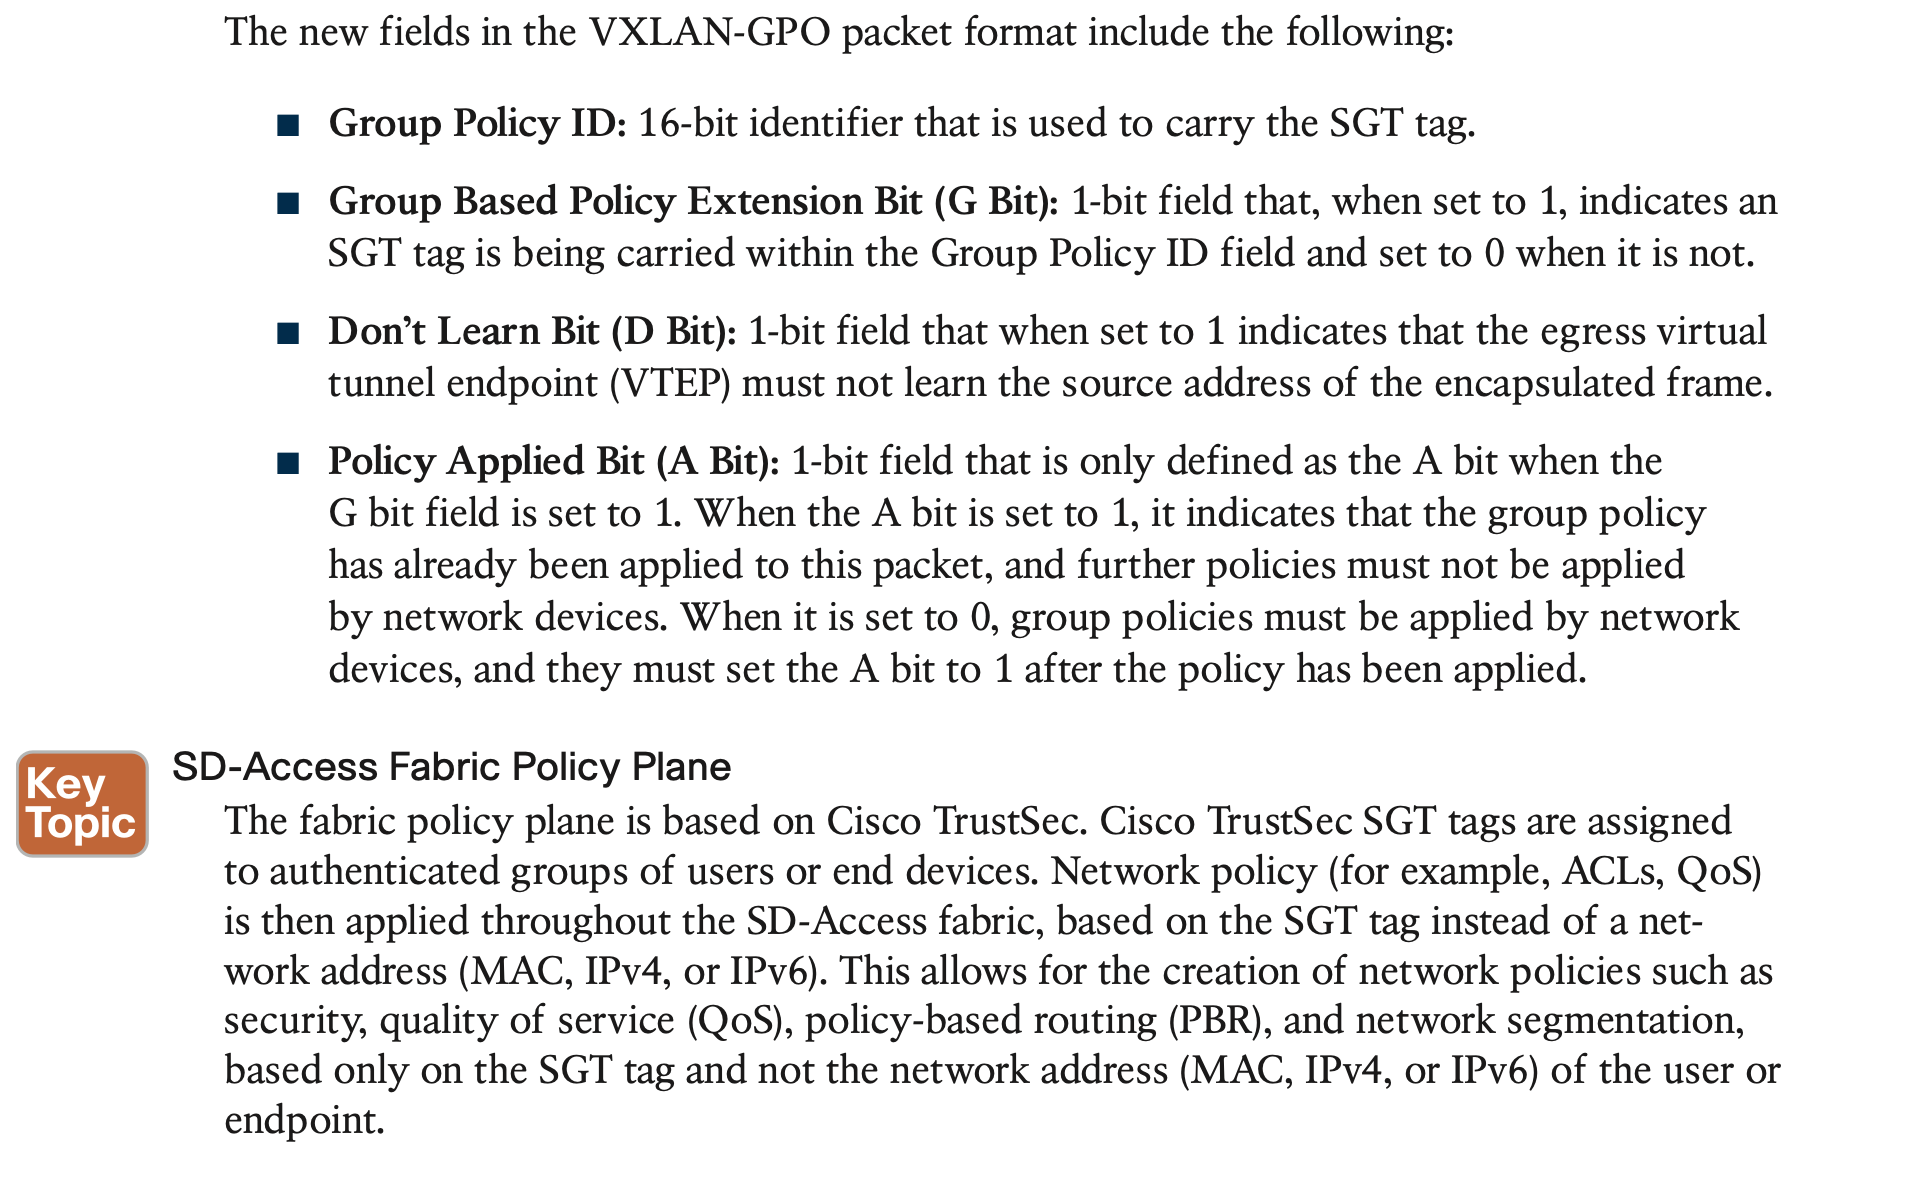 The new fields in the VXLAN-GPO packet format include the following:
■ Group Policy ID: 16-bit identifier that is used to carry the SGT tag.
■ Group Based Policy Extension Bit (G Bit): 1-bit field that, when set to 1, indicates an
SGT tag is being carried within the Group Policy ID field and set to 0 when it is not.
■ Don't Learn Bit (D Bit): 1-bit field that when set to 1 indicates that the egress virtual
tunnel endpoint (VTEP) must not learn the source address of the encapsulated frame.
■ Policy Applied Bit (A Bit): 1-bit field that is only defined as the A bit when the
G bit field is set to 1. When the A bit is set to 1, it indicates that the group policy
has already been applied to this packet, and further policies must not be applied
by network devices. When it is set to 0, group policies must be applied by network
devices, and they must set the A bit to 1 after the policy has been applied.
Key
Topic
SD-Access Fabric Policy Plane
The fabric policy plane is based on Cisco TrustSec. Cisco TrustSec SGT tags are assigned
to authenticated groups of users or end devices. Network policy (for example, ACLs, QoS)
is then applied throughout the SD-Access fabric, based on the SGT tag instead of a net-
work address (MAC, IPv4, or IPv6). This allows for the creation of network policies such as
security, quality of service (QoS), policy-based routing (PBR), and network segmentation,
based only on the SGT tag and not the network address (MAC, IPv4, or IPv6) of the user or
endpoint.